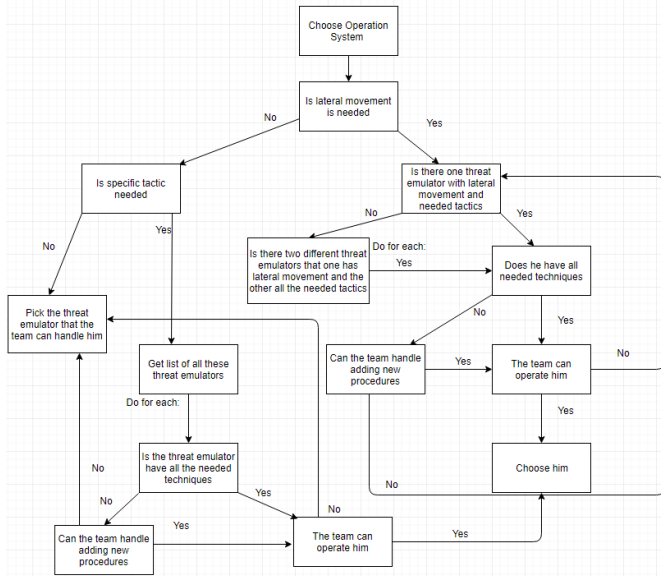 Choose Operation
System
Is lateral movement
is needed
No
Yes
Is specific tactic
needed
Is there one threat
emulator with lateral
movement and
needed tactics
No
Yes
No
Yes
Is there two different threat
emulators that one has
lateral movement and the
other all the needed tactics
Do for each:
Yes
Does he have all
needed techniques
Pick the threat
emulator that the
team can handle him
No
Yes
Get list of all these
threat emulators
Can the team handle
adding new
procedures
Yes
The team can
operate him
No
Do for each:
Yes
Is the threat emulator
have all the needed
techniques
Choose him
No
No
No
Yes
Can the team handle
adding new
procedures
Yes
No
The team can
operate him
Yes